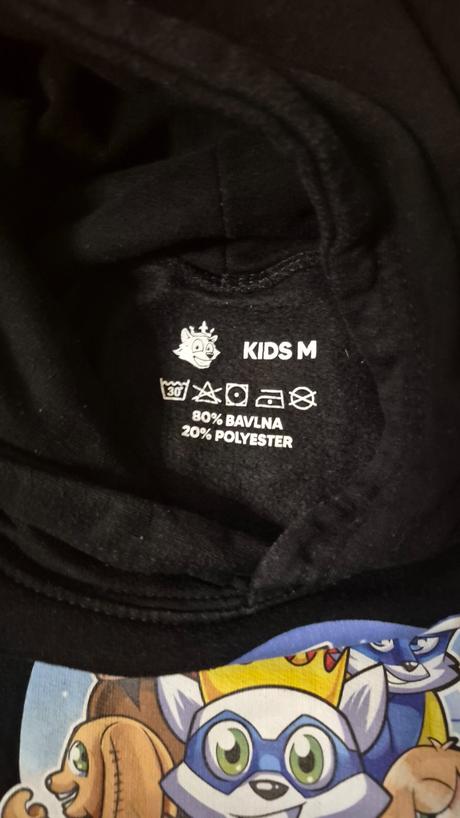 KIDS M
30°
80% BAVLNA
20% POLYESTER